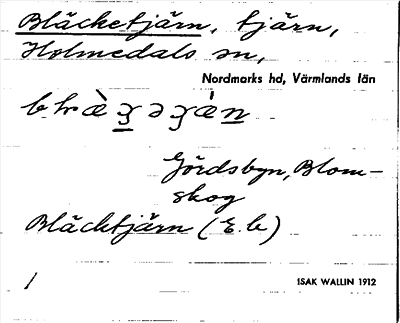 Bläcketjärn, tjärn,
Holmedals sn,
Nordmarks hd, Värmlands län
Gördsbyn, Blom-
skog
Bläcktjärn (E.k)
1
ISAK WALLIN 1912